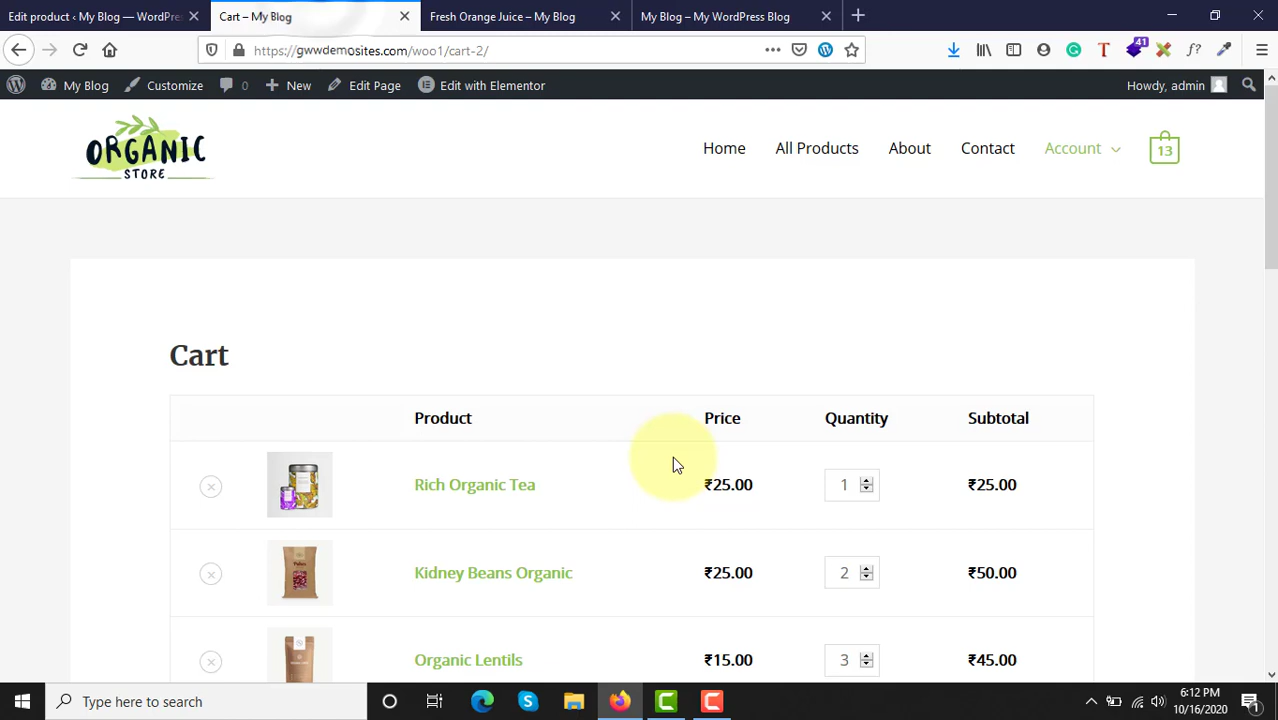 Edit product ‹ My Blog — WordPres
Cart – My Blog
Fresh Orange Juice – My Blog
My Blog – My WordPress Blog
https://gwwdemosites.com/woo1/cart-2/
41
T
f?
My Blog
Customize
0
New
Edit Page
Edit with Elementor
Howdy, admin
ORGANIC
STORE
Home
All Products
About
Contact
Account
13
Cart
Product Price Quantity Subtotal
× Rich Organic Tea ₹25.00 1 ₹25.00
× Kidney Beans Organic ₹25.00 2 ₹50.00
× Organic Lentils ₹15.00 3 ₹45.00
Type here to search
6:12 PM
10/16/2020
1